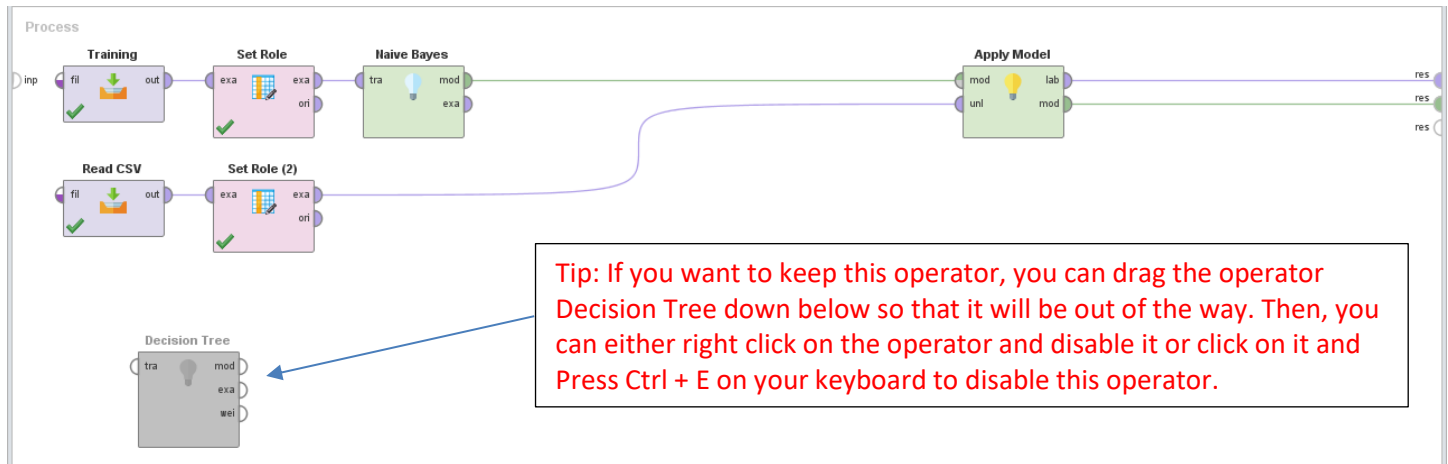 Process
Training
Set Role
Naive Bayes
Apply Model
inp
fil
out
exa
exa
ori
tra
mod
exa
mod
unl
lab
mod
res
res
res
Read CSV
Set Role (2)
fil
out
exa
exa
ori
Tip: If you want to keep this operator, you can drag the operator
Decision Tree down below so that it will be out of the way. Then, you
can either right click on the operator and disable it or click on it and
Press Ctrl + E on your keyboard to disable this operator.
Decision Tree
tra
mod
exa
wei